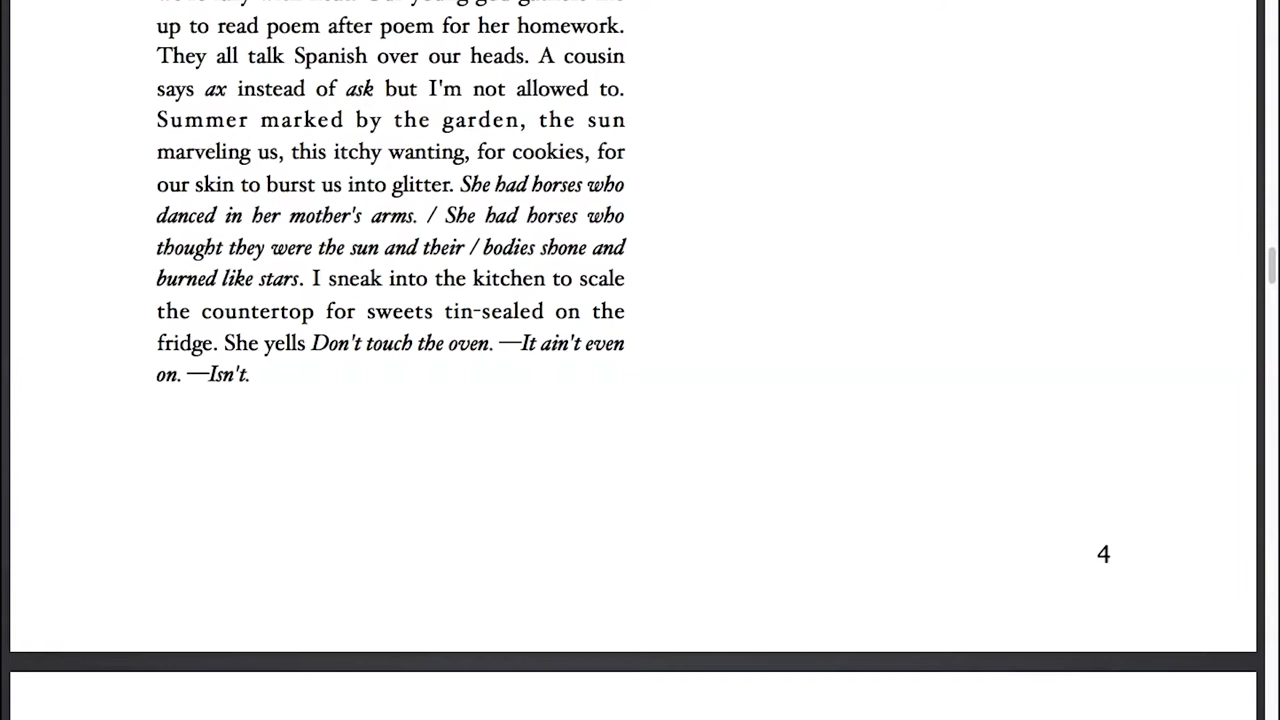 up to read poem after poem for her homework.
They all talk Spanish over our heads. A cousin
says ax instead of ask but I'm not allowed to.
Summer marked by the garden, the sun
marveling us, this itchy wanting, for cookies, for
our skin to burst us into glitter. She had horses who
danced in her mother's arms. / She had horses who
thought they were the sun and their / bodies shone and
burned like stars. I sneak into the kitchen to scale
the countertop for sweets tin-sealed on the
fridge. She yells Don't touch the oven. —It ain't even
on. —Isn't.
4